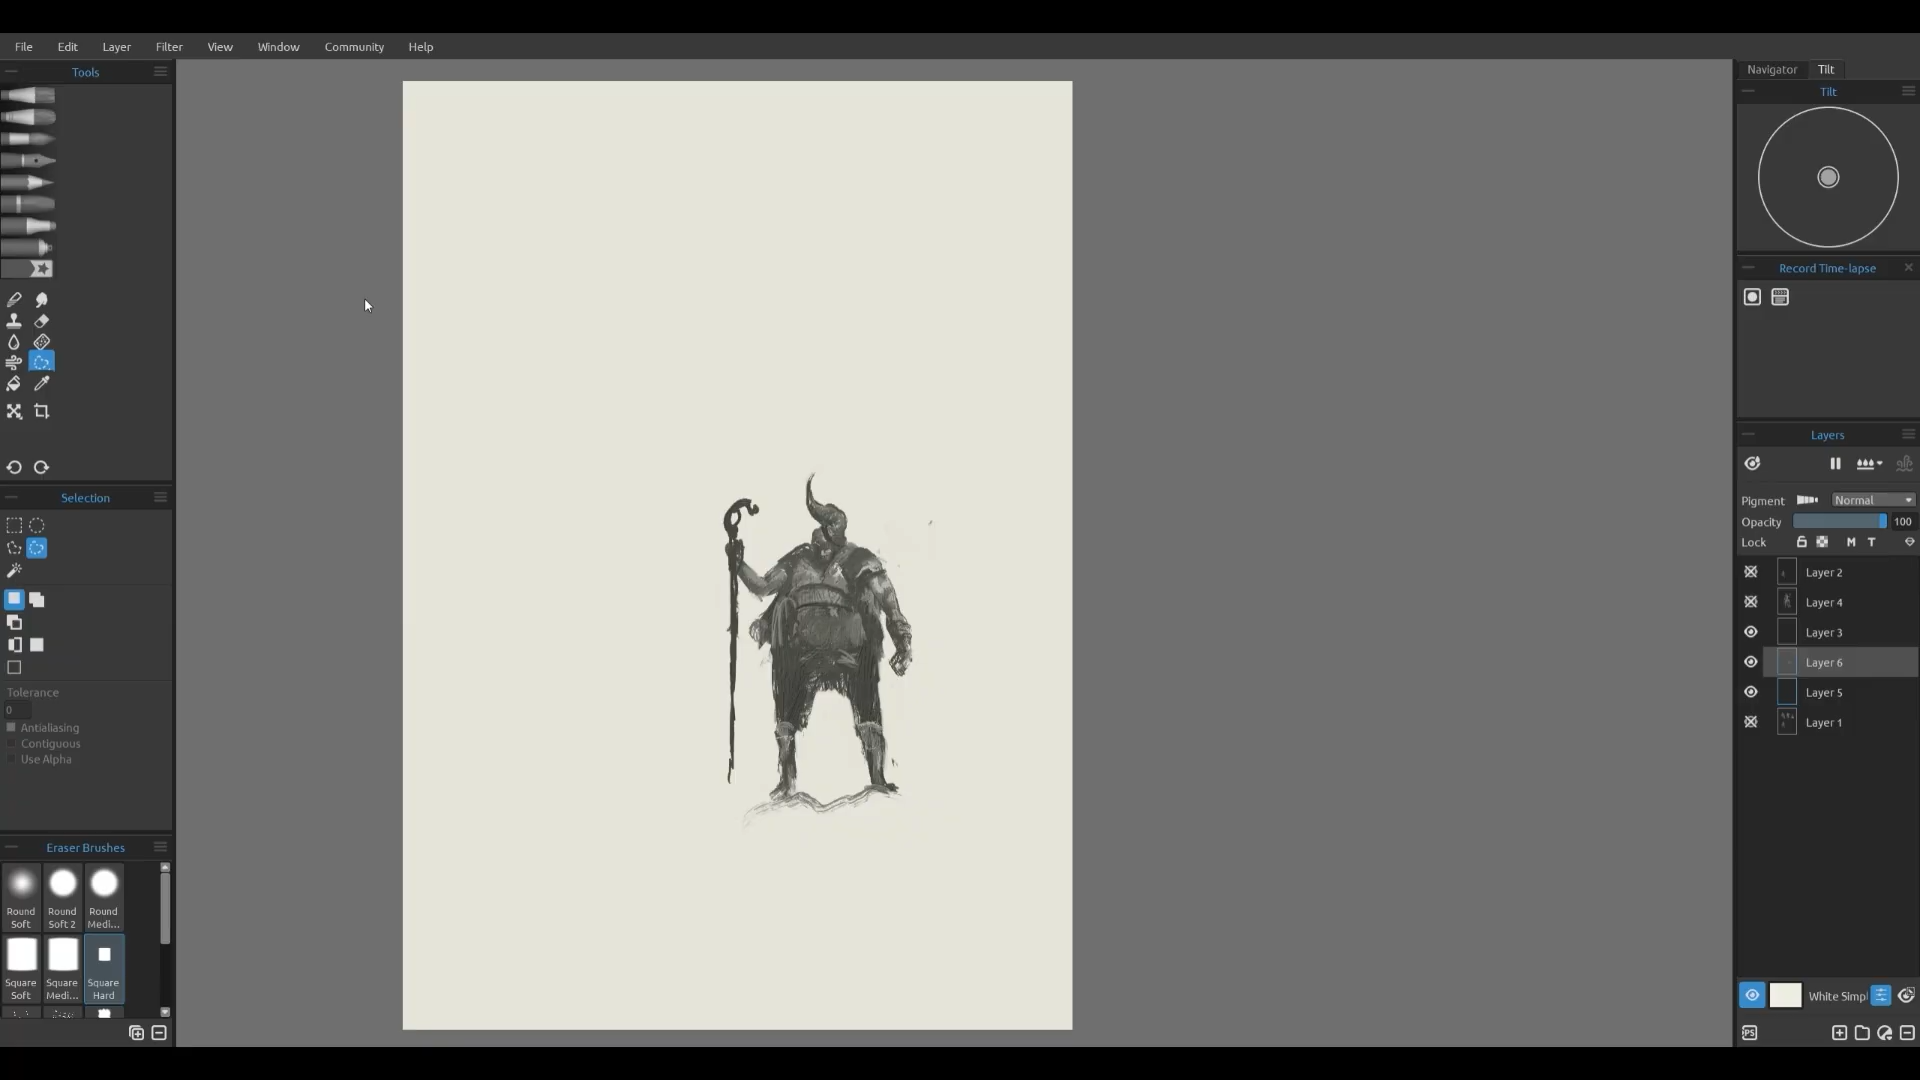 File Edit Layer Filter View Window Community Help
Tools
Navigator Tilt
Tilt
Record Time-lapse
Layers
Pigment Normal
Opacity 100
Lock M T
Layer 2
Layer 4
Layer 3
Layer 6
Layer 5
Layer 1
White Simpl
PS
Selection
Tolerance
0
Antialiasing
Contiguous
Use Alpha
Eraser Brushes
Round Soft
Round Soft 2
Round Medi...
Square Soft
Square Medi...
Square Hard